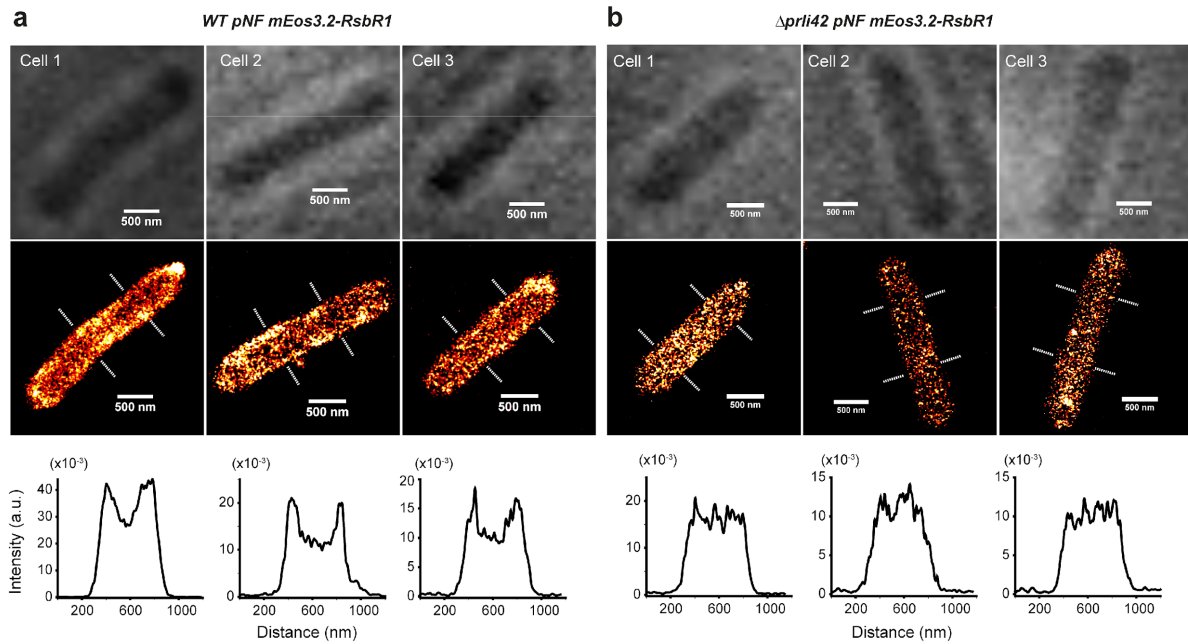 a
WT pNF mEos3.2-RsbR1
b
Δprli42 pNF mEos3.2-RsbR1
Cell 1
Cell 2
Cell 3
Cell 1
Cell 2
Cell 3
500 nm
500 nm
500 nm
500 nm
500 nm
500 nm
500 nm
500 nm
500 nm
500 nm
500 nm
500 nm
(x10-3)
(x10-3)
(x10-3)
(x10-3)
(x10-3)
(x10-3)
Intensity (a.u.)
40
30
20
10
0
200 600 1000
20
10
0
200 600 1000
20
15
10
5
0
200 600 1000
20
10
0
200 600 1000
15
10
5
0
200 600 1000
15
10
5
0
200 600 1000
Distance (nm)
Distance (nm)